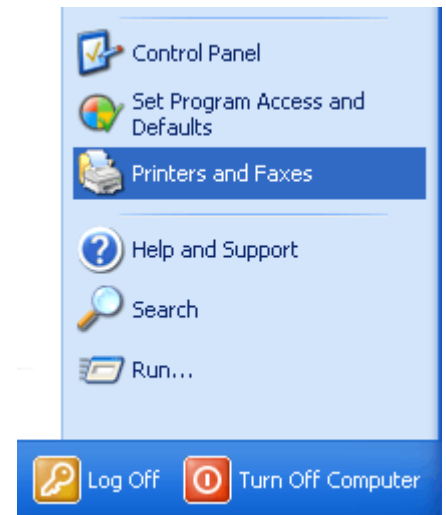 Control Panel
Set Program Access and
Defaults
Printers and Faxes
Help and Support
Search
Run...
Log Off Turn Off Computer